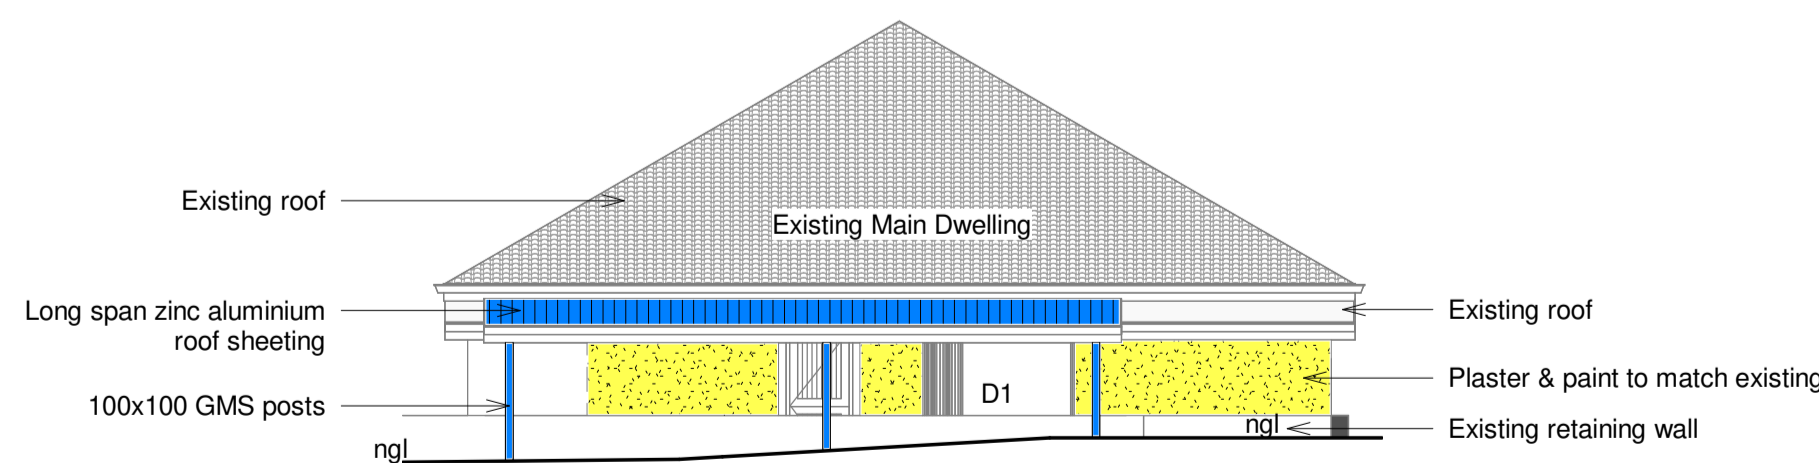 Existing roof
Existing Main Dwelling
Long span zinc aluminium
roof sheeting
Existing roof
Plaster & paint to match existing
D1
100x100 GMS posts
ngl
Existing retaining wall
ngl